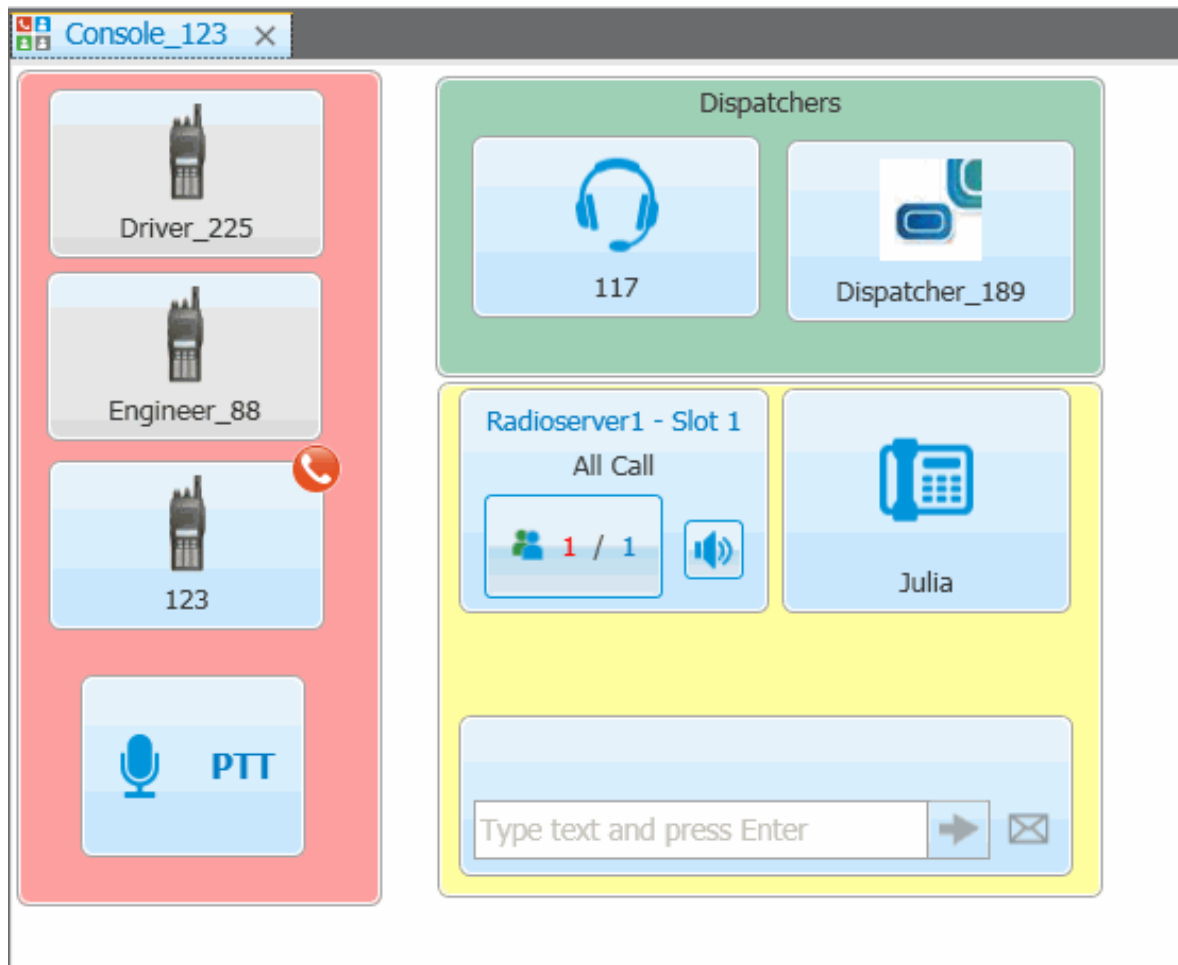 Console_123
Driver_225
Engineer_88
123
PTT
Dispatchers
117
Dispatcher_189
Radioserver1 - Slot 1
All Call
1 / 1
Julia
Type text and press Enter